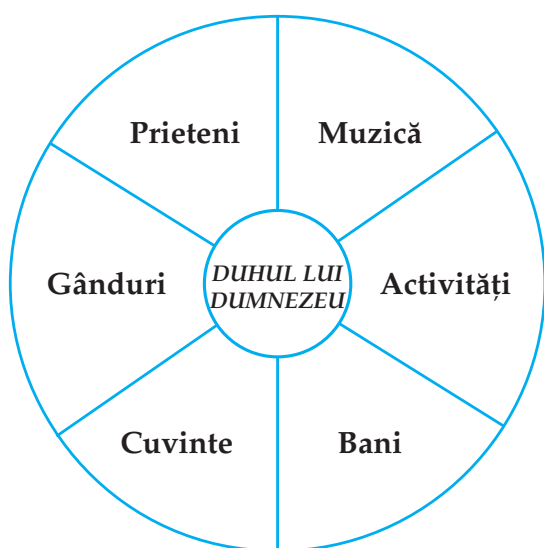 Prieteni
Muzică
Gânduri
DUHUL LUI
DUMNEZEU
Activități
Cuvinte
Bani